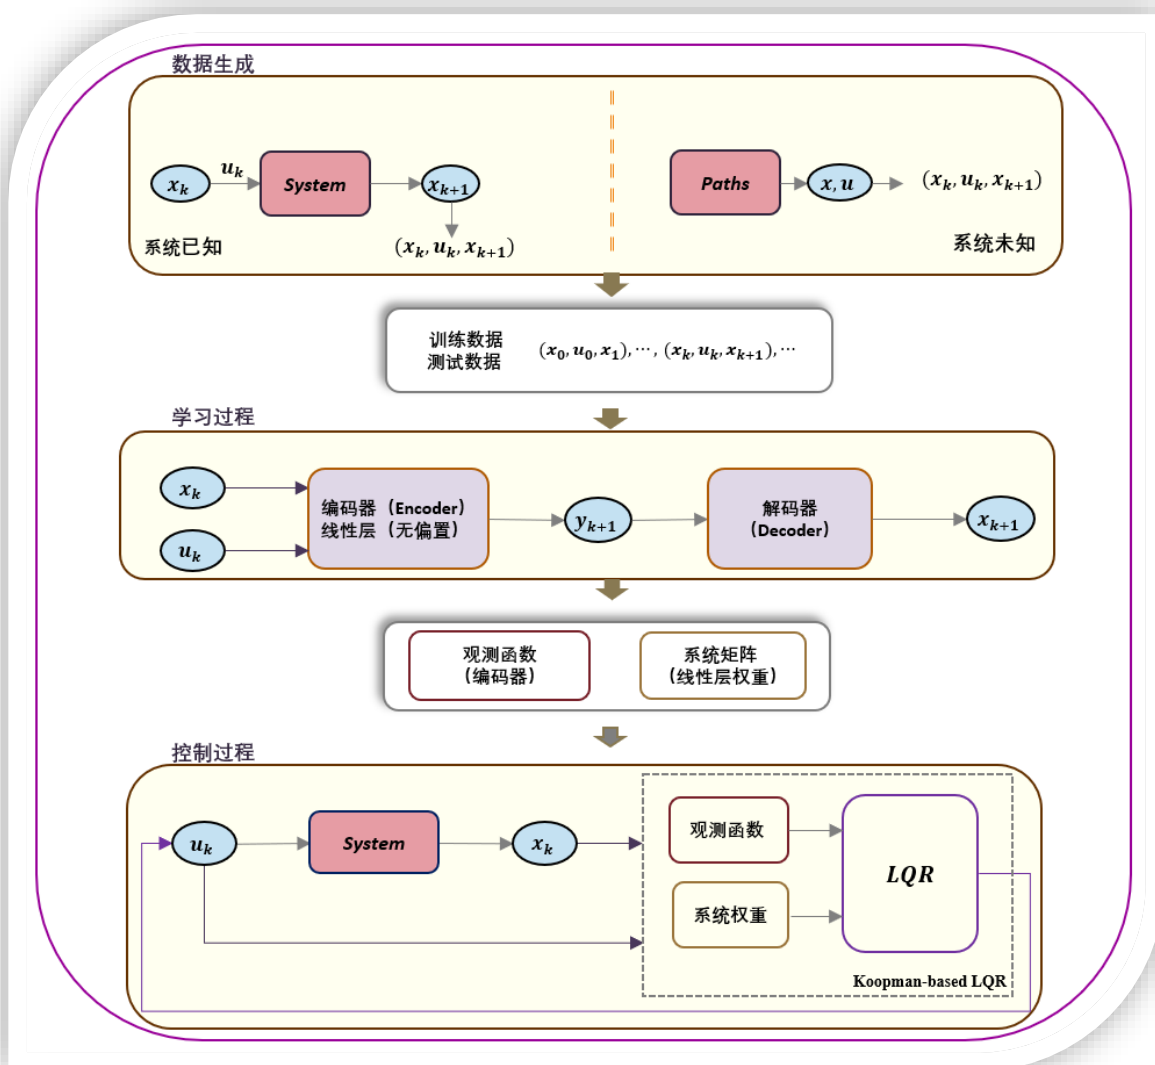 数据生成
x_k
u_k
System
x_{k+1}
(x_k, u_k, x_{k+1})
系统已知
Paths
x, u
(x_k, u_k, x_{k+1})
系统未知
训练数据
测试数据
(x_0, u_0, x_1), ⋯, (x_k, u_k, x_{k+1}), ⋯
学习过程
x_k
u_k
编码器（Encoder）
线性层（无偏置）
y_{k+1}
解码器
（Decoder）
x_{k+1}
观测函数
（编码器）
系统矩阵
（线性层权重）
控制过程
u_k
System
x_k
观测函数
系统权重
LQR
Koopman-based LQR